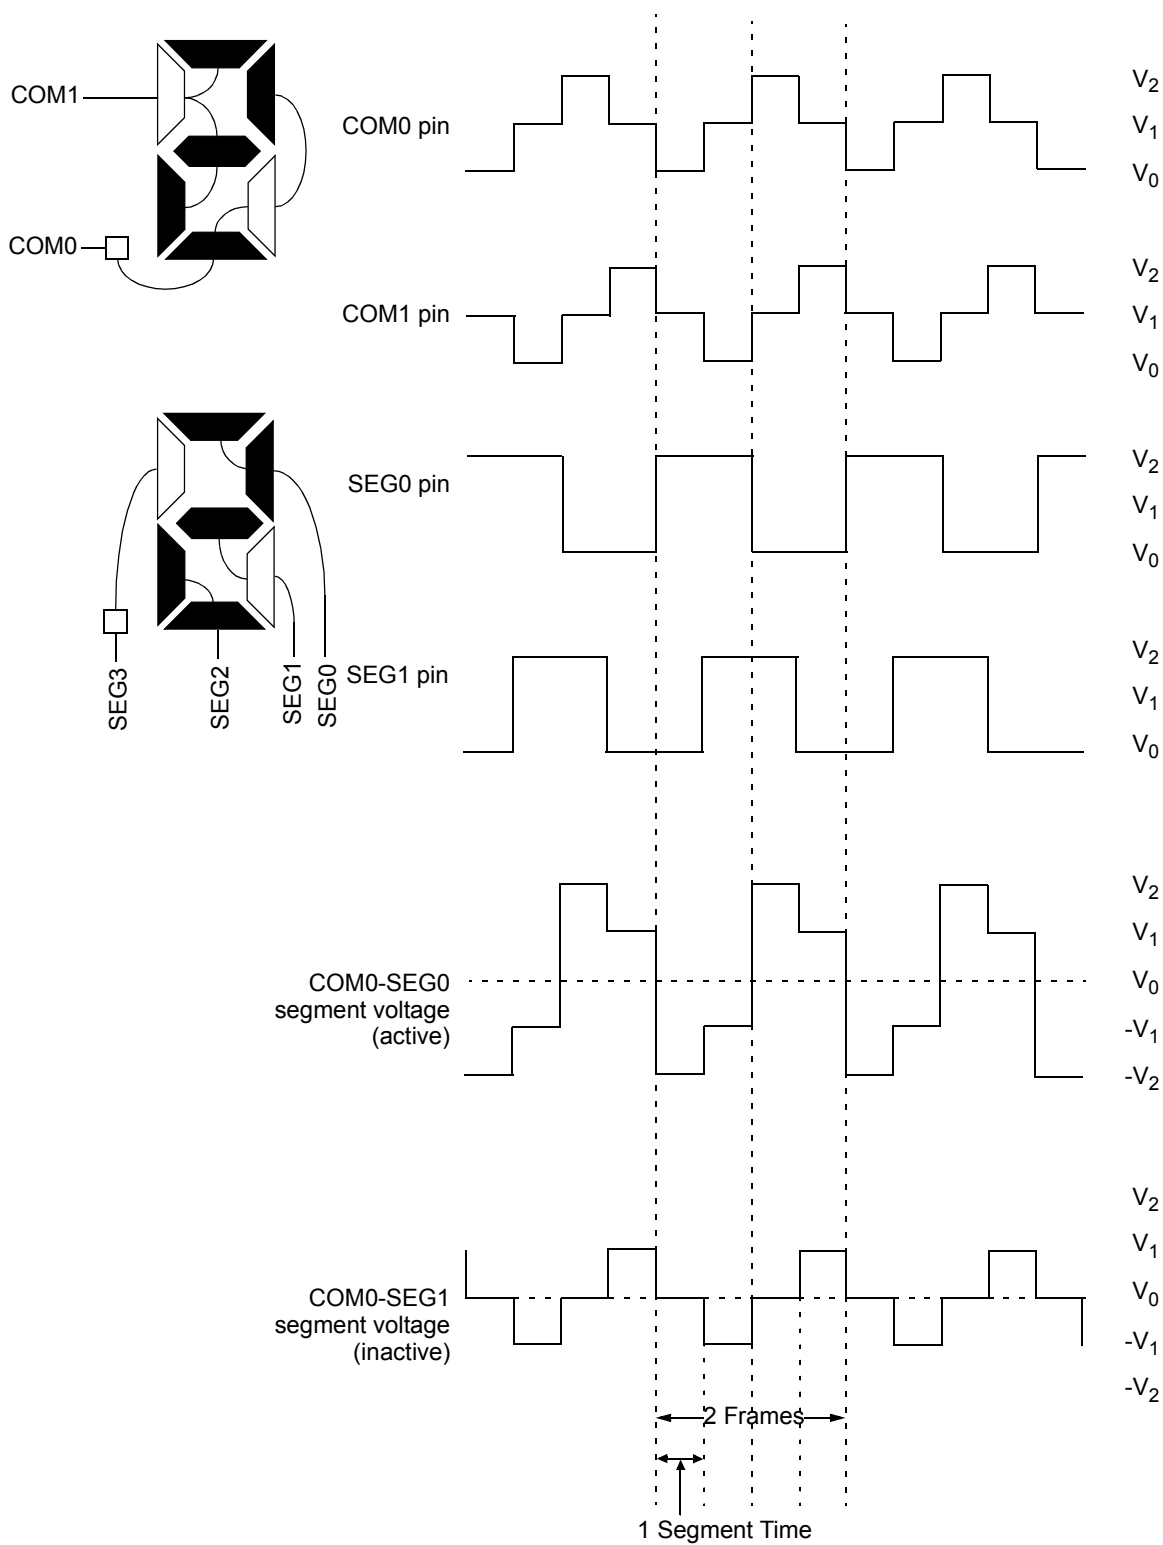 COM1
COM0
COM0 pin
V2
V1
V0
COM1 pin
V2
V1
V0
SEG0 pin
V2
V1
V0
SEG3
SEG2
SEG1
SEG0
SEG1 pin
V2
V1
V0
COM0-SEG0
segment voltage
(active)
V2
V1
V0
-V1
-V2
COM0-SEG1
segment voltage
(inactive)
V2
V1
V0
-V1
-V2
2 Frames
1 Segment Time